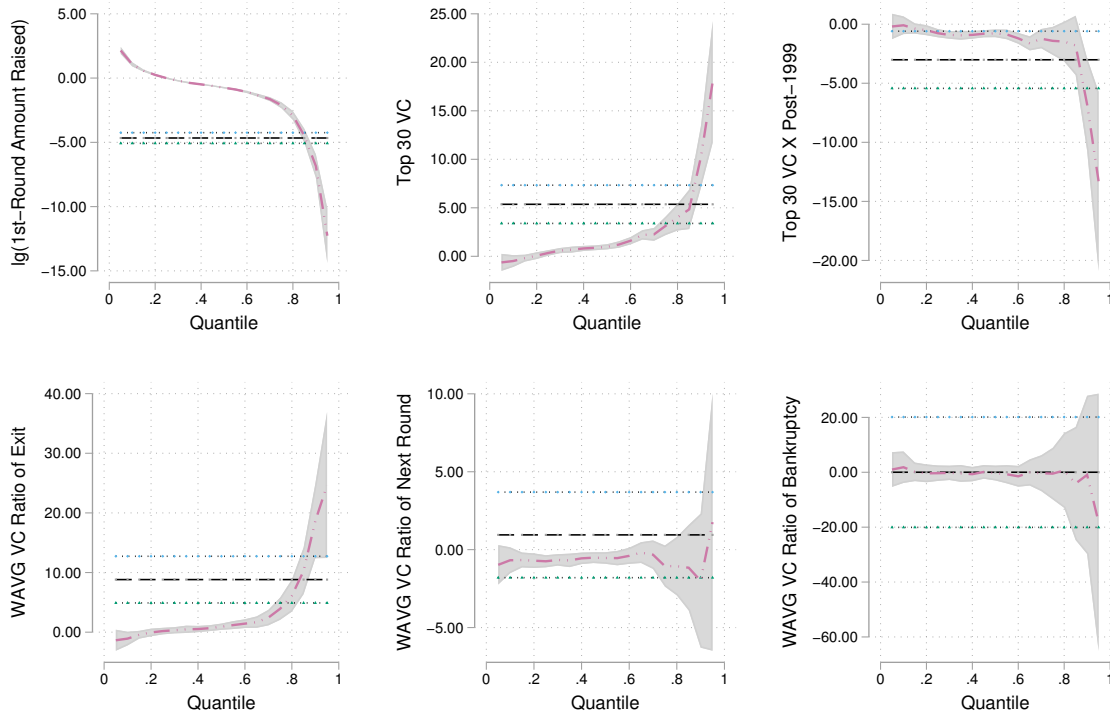 lg(1st−Round Amount Raised)
5.00
0.00
−5.00
−10.00
−15.00
0 .2 .4 .6 .8 1
Quantile
Top 30 VC
25.00
20.00
15.00
10.00
5.00
0.00
0 .2 .4 .6 .8 1
Quantile
Top 30 VC X Post−1999
0.00
−5.00
−10.00
−15.00
−20.00
0 .2 .4 .6 .8 1
Quantile
WAVG VC Ratio of Exit
40.00
30.00
20.00
10.00
0.00
0 .2 .4 .6 .8 1
Quantile
WAVG VC Ratio of Next Round
10.00
5.00
0.00
−5.00
0 .2 .4 .6 .8 1
Quantile
WAVG VC Ratio of Bankruptcy
20.00
0.00
−20.00
−40.00
−60.00
0 .2 .4 .6 .8 1
Quantile